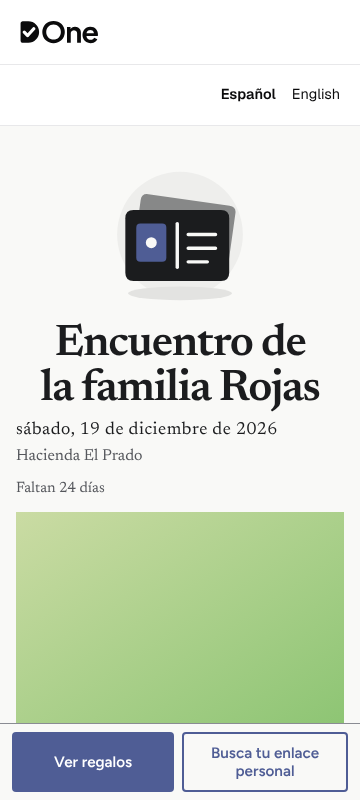 One
Español English
Encuentro de
la familia Rojas
sábado, 19 de diciembre de 2026
Hacienda El Prado
Faltan 24 días
Ver regalos
Busca tu enlace
personal